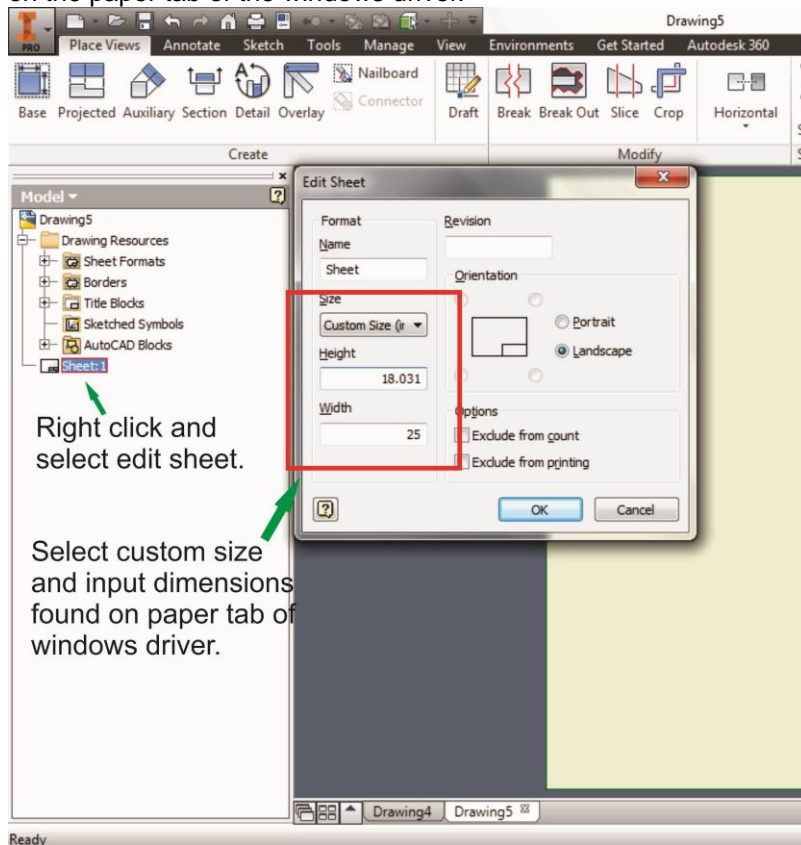 on the paper tab of the windows driver.
Drawing5
PRO
Place Views Annotate Sketch Tools Manage View Environments Get Started Autodesk 360
Nailboard
Connector
Base Projected Auxiliary Section Detail Overlay Draft Break Break Out Slice Crop Horizontal
Create Modify
Model
Drawing5
Drawing Resources
Sheet Formats
Borders
Title Blocks
Sketched Symbols
AutoCAD Blocks
Sheet:1
Right click and
select edit sheet.
Select custom size
and input dimensions
found on paper tab of
windows driver.
Edit Sheet
Format
Name
Sheet
Size
Custom Size (ir
Height
18.031
Width
25
Revision
Orientation
Portrait
Landscape
Options
Exclude from count
Exclude from printing
OK Cancel
Drawing4 Drawing5
Ready